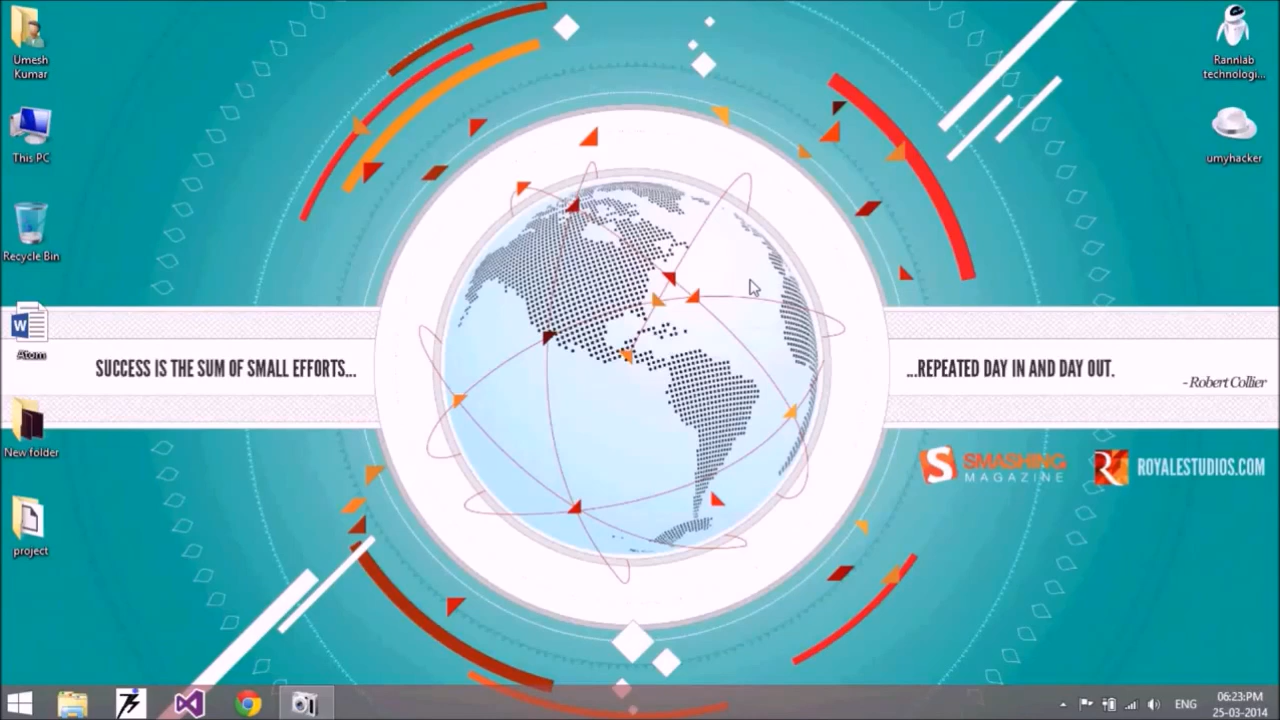 Umesh
Kumar
This PC
Recycle Bin
Atom
New folder
project
Rannlab
technologi...
umyhacker
SUCCESS IS THE SUM OF SMALL EFFORTS...
...REPEATED DAY IN AND DAY OUT.
- Robert Collier
S SMASHING
MAGAZINE
R ROYALESTUDIOS.COM
W
ENG
06:23:PM
25-03-2014